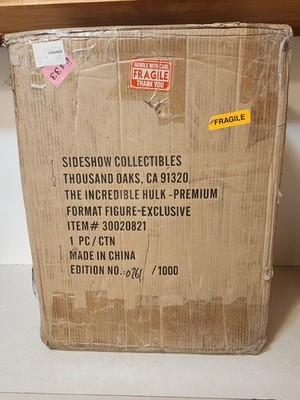 HANDLE WITH CARE
FRAGILE
THANK YOU
FRAGILE
SIDESHOW COLLECTIBLES
THOUSAND OAKS, CA 91320
THE INCREDIBLE HULK -PREMIUM
FORMAT FIGURE-EXCLUSIVE
ITEM# 30020821
1 PC / CTN
MADE IN CHINA
EDITION NO.: 0761 /1000